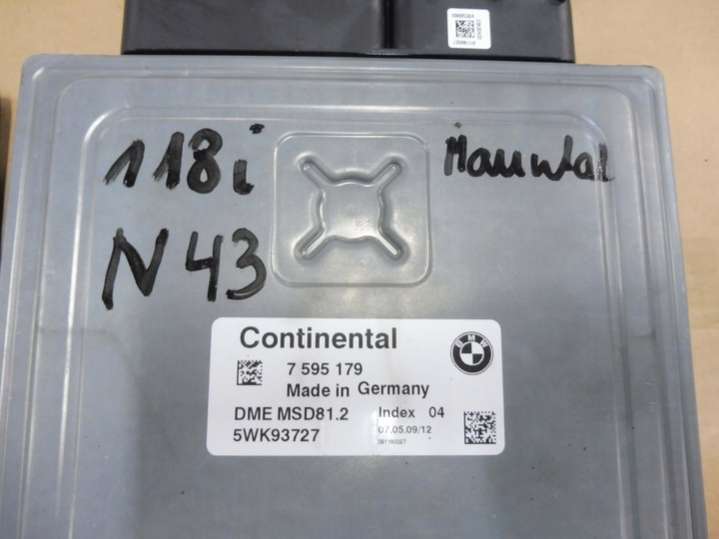 118i
Manual
N43
Continental
BMW
7 595 179
Made in Germany
DME MSD81.2 Index 04
5WK93727 07.05.09/12